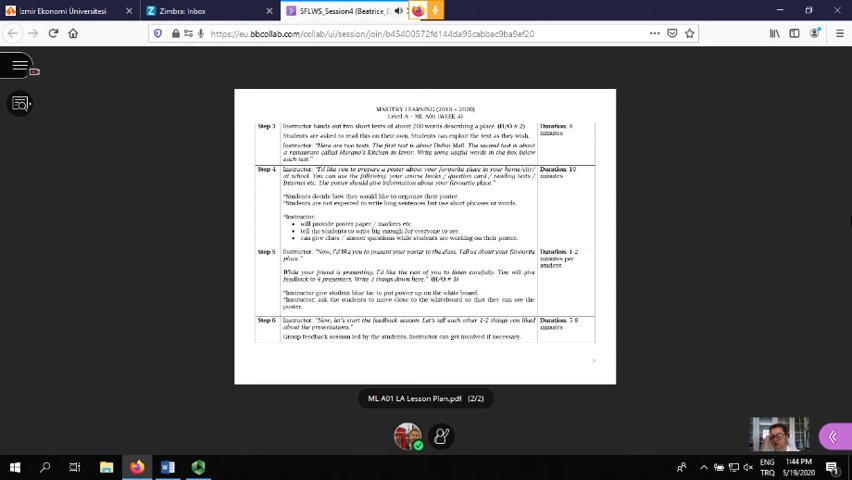 İzmir Ekonomi Üniversitesi
Zimbra: Inbox
SFLWS_Session4 (Beatrice_
https://eu.bbcollab.com/collab/ui/session/join/b45400572fd144da95cabbac9ba9ef20
MASTERY LEARNING (2019 – 2020)
Level A – ML A01 (WEEK 4)
Step 3
Instructor hands out two short texts of about 200 words describing a place. (H/O # 2)
Duration: 8
minutes
Students are asked to read this on their own. Students can exploit the text as they wish.
Instructor: "Here are two texts. The first text is about Dubai Mall. The second text is about
a restaurant called Murano's Kitchen in Izmir. Write some useful words in the box below
each text."
Step 4
Instructor: "I'd like you to prepare a poster about your favourite place in your home/city/
at school. You can use the following: your course books / question card / reading texts /
Internet etc. The poster should give information about your favourite place."
Duration: 10
minutes
*Students decide how they would like to organize their poster.
*Students are not expected to write long sentences but use short phrases or words.
*Instructor:
• will provide poster paper / markers etc.
• tell the students to write big enough for everyone to see.
• can give clues / answer questions while students are working on their poster.
Step 5
Instructor: "Now, I'd like you to present your poster to the class. Tell us about your favourite
place."
Duration: 1-2
minutes per
student
While your friend is presenting, I'd like the rest of you to listen carefully. You will give
feedback to 4 presenters. Write 3 things down here." (H/O # 3)
*Instructor give student blue tac to put poster up on the white board.
*Instructor: ask the students to move close to the whiteboard so that they can see the
poster.
Step 6
Instructor: "Now, let's start the feedback session. Let's tell each other 1-2 things you liked
about the presentations."
Duration: 5-8
minutes
Group feedback session led by the students. Instructor can get involved if necessary.
ML A01 LA Lesson Plan.pdf (2/2)
ENG
TRQ
1:44 PM
5/19/2020